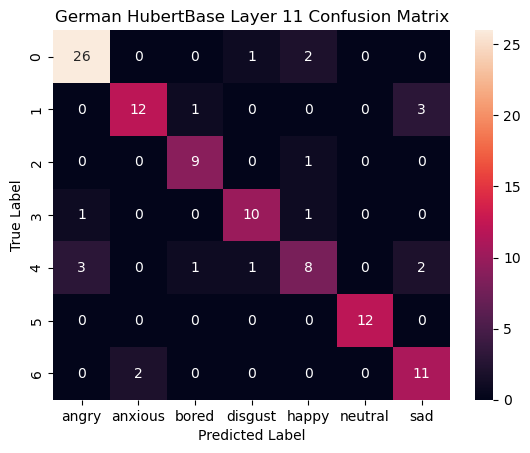 German HubertBase Layer 11 Confusion Matrix
0 26 0 0 1 2 0 0
1 0 12 1 0 0 0 3
2 0 0 9 0 1 0 0
3 1 0 0 10 1 0 0
4 3 0 1 1 8 0 2
5 0 0 0 0 0 12 0
6 0 2 0 0 0 0 11
angry anxious bored disgust happy neutral sad
Predicted Label
True Label
25
20
15
10
5
0